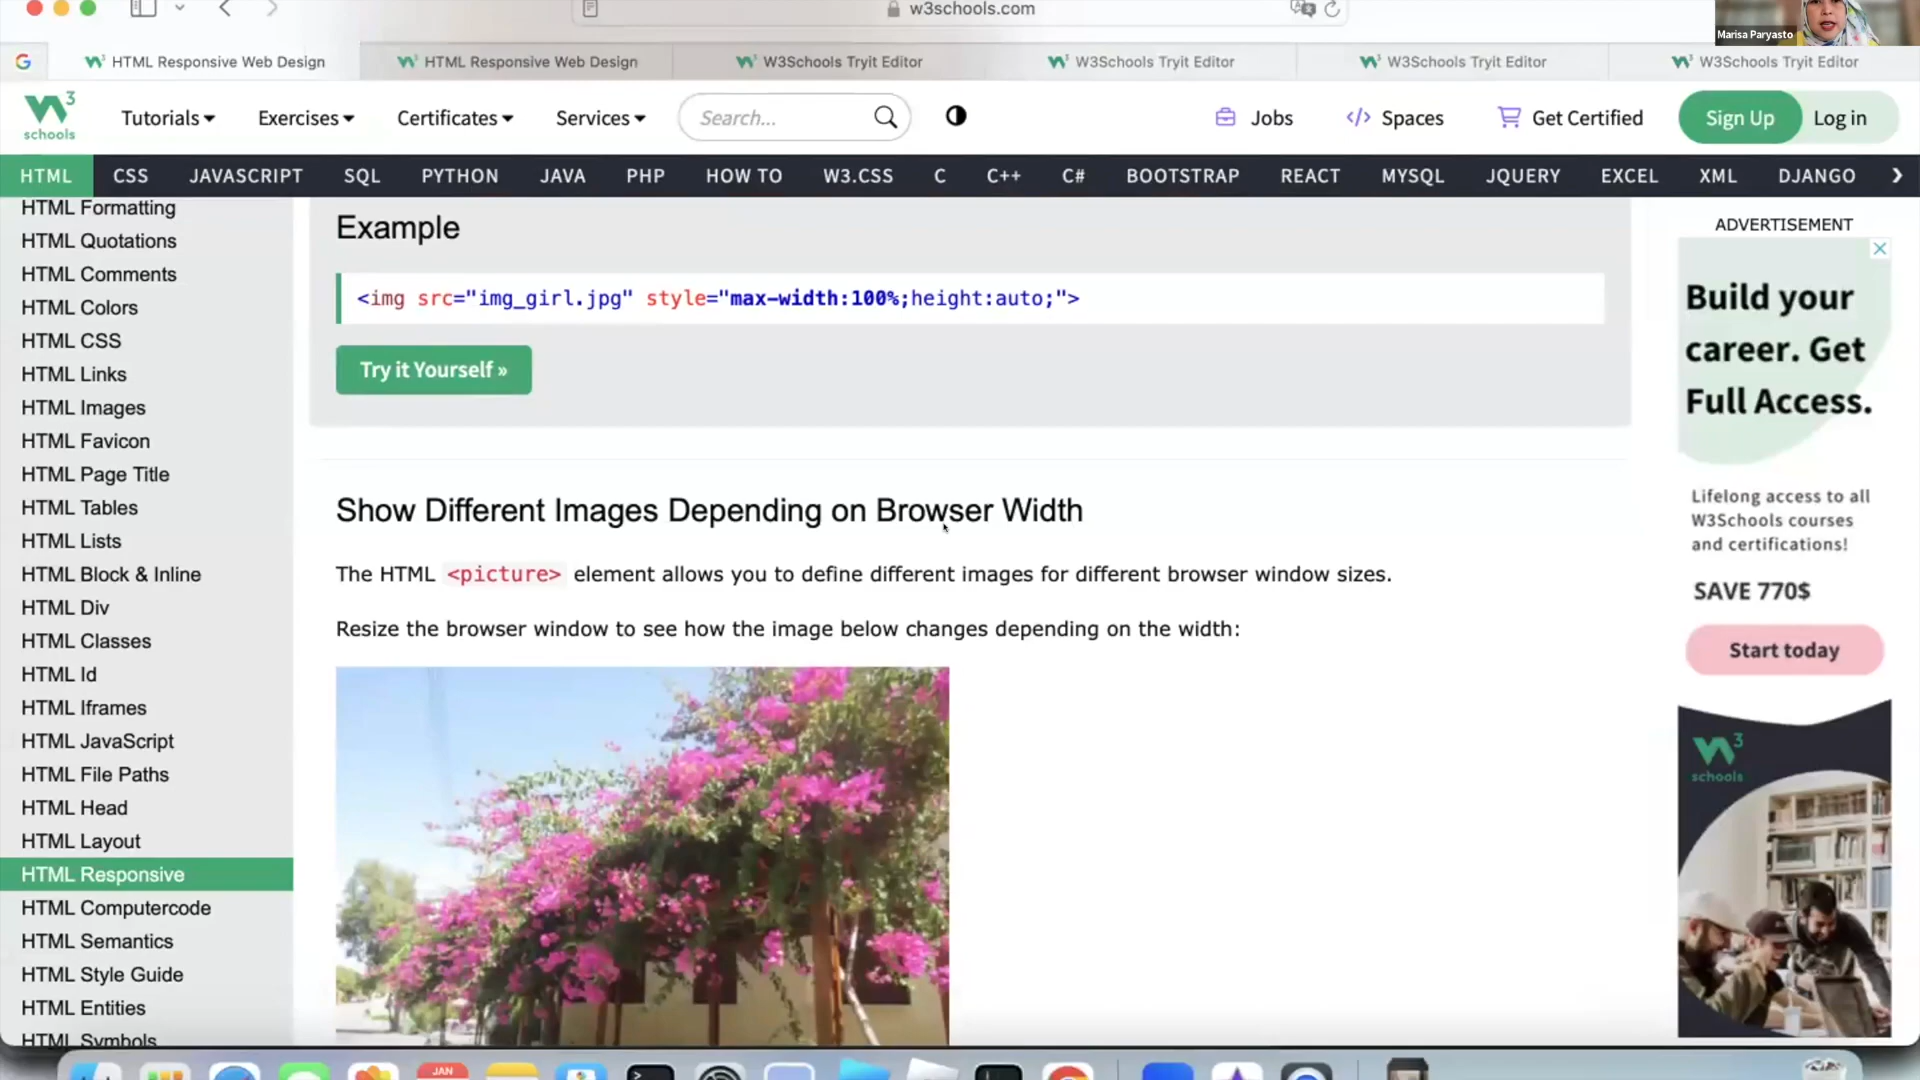 w3schools.com
Marisa Paryasto
HTML Responsive Web Design
HTML Responsive Web Design
W3Schools Tryit Editor
W3Schools Tryit Editor
W3Schools Tryit Editor
W3Schools Tryit Editor
3
schools
Tutorials
Exercises
Certificates
Services
Search...
Jobs
Spaces
Get Certified
Sign Up
Log in
HTML
CSS
JAVASCRIPT
SQL
PYTHON
JAVA
PHP
HOW TO
W3.CSS
C
C++
C#
BOOTSTRAP
REACT
MYSQL
JQUERY
EXCEL
XML
DJANGO
HTML Formatting
HTML Quotations
HTML Comments
HTML Colors
HTML CSS
HTML Links
HTML Images
HTML Favicon
HTML Page Title
HTML Tables
HTML Lists
HTML Block & Inline
HTML Div
HTML Classes
HTML Id
HTML Iframes
HTML JavaScript
HTML File Paths
HTML Head
HTML Layout
HTML Responsive
HTML Computercode
HTML Semantics
HTML Style Guide
HTML Entities
HTML Symbols
Example
<img src="img_girl.jpg" style="max-width:100%;height:auto;">
Try it Yourself »
Show Different Images Depending on Browser Width
The HTML <picture> element allows you to define different images for different browser window sizes.
Resize the browser window to see how the image below changes depending on the width:
ADVERTISEMENT
Build your
career. Get
Full Access.
Lifelong access to all
W3Schools courses
and certifications!
SAVE 770$
Start today
3
schools
JAN